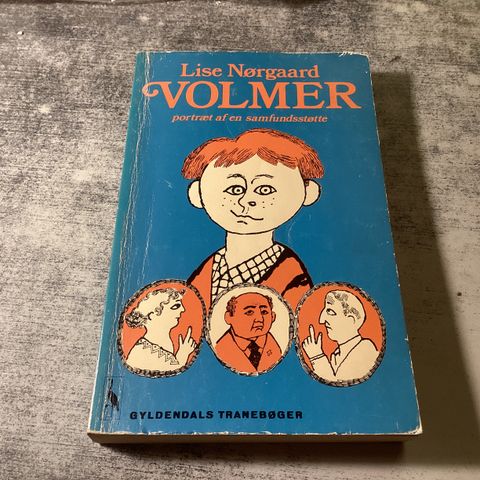 Lise Nørgaard
VOLMER
portræt af en samfundsstøtte
GYLDENDALS TRANEBØGER